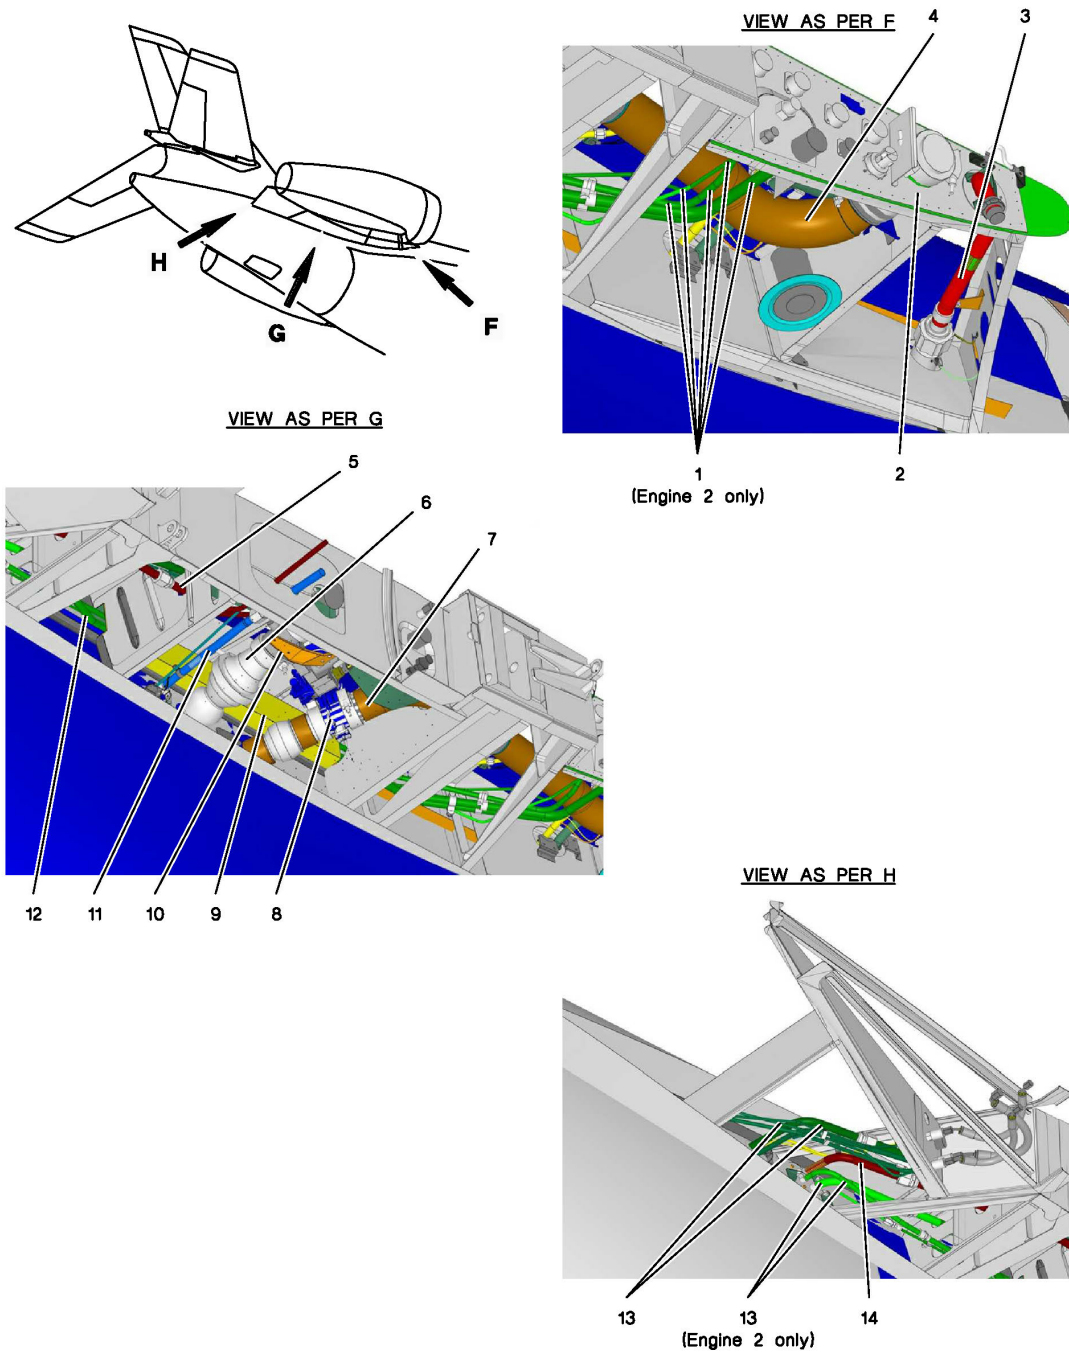 VIEW AS PER F
4
3
H
G
F
1
(Engine 2 only)
2
VIEW AS PER G
5
6
7
12
11
10
9
8
VIEW AS PER H
13
13
(Engine 2 only)
14